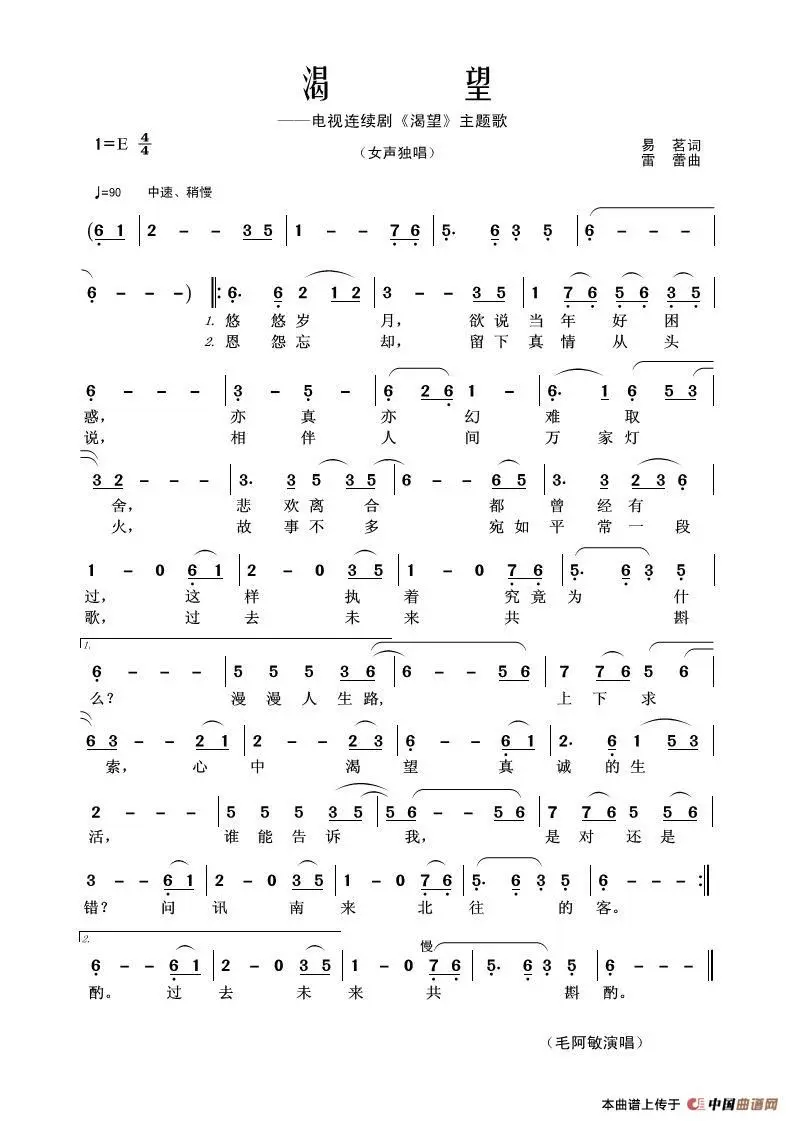 渴 望
——电视连续剧《渴望》主题歌
1=E 4/4
（女声独唱）
易 茗词
雷 蕾曲
♩=90 中速、稍慢
(6 1 | 2 - - 3 5 | 1 - - 7 6 | 5· 6 3 5 | 6 - - - |
6 - - -) ‖: 6· 6 2 1 2 | 3 - - 3 5 | 1 7 6 5 6 3 5 |
1. 悠 悠 岁 月， 欲 说 当 年 好 困
2. 恩 怨 忘 却， 留 下 真 情 从 头
6 - - - | 3 - 5 - | 6 2 6 1 - | 6· 1 6 5 3 |
惑， 亦 真 亦 幻 难 取
说， 相 伴 人 间 万 家 灯
3 2 - - - | 3· 3 5 3 5 | 6 - - 6 5 | 3· 3 2 3 6 |
舍， 悲 欢 离 合 都 曾 经 有
火， 故 事 不 多 宛 如 平 常 一 段
1 - 0 6 1 | 2 - 0 3 5 | 1 - 0 7 6 | 5· 6 3 5 |
过， 这 样 执 着 究 竟 为 什
歌， 过 去 未 来 共 斟
1.
6 - - - | 5 5 5 3 6 | 6 - - 5 6 | 7 7 6 5 6 |
么？ 漫 漫 人 生 路, 上 下 求
6 3 - - 2 1 | 2 - - 2 3 | 6 - - 6 1 | 2· 6 1 5 3 |
索， 心 中 渴 望 真 诚 的 生
2 - - - | 5 5 5 3 5 | 5 6 - - 5 6 | 7 7 6 5 5 6 |
活， 谁 能 告 诉 我， 是 对 还 是
3 - - 6 1 | 2 - 0 3 5 | 1 - 0 7 6 | 5· 6 3 5 | 6 - - - :‖
错？ 问 讯 南 来 北 往 的 客。
2.
慢
6 - - 6 1 | 2 - 0 3 5 | 1 - 0 7 6 | 5· 6 3 5 | 6 - - - ‖
酌。 过 去 未 来 共 斟 酌。
（毛阿敏演唱）
本曲谱上传于 中国曲谱网